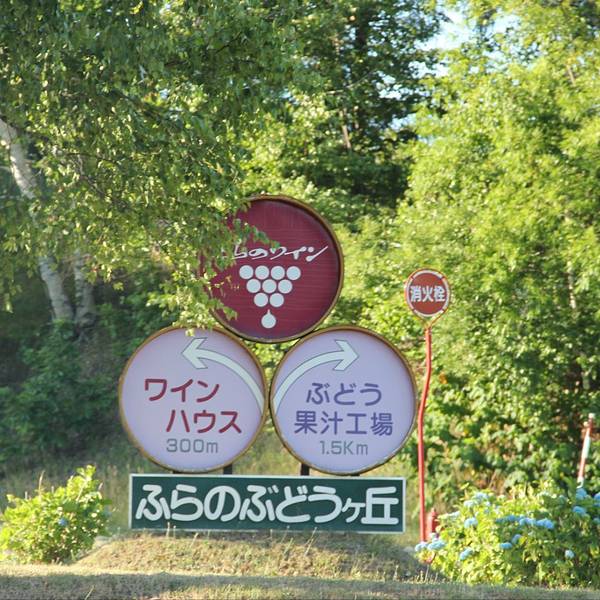 らのワイン
消火栓
ワイン
ハウス
300m
ぶどう
果汁工場
1.5Km
ふらのぶどうヶ丘